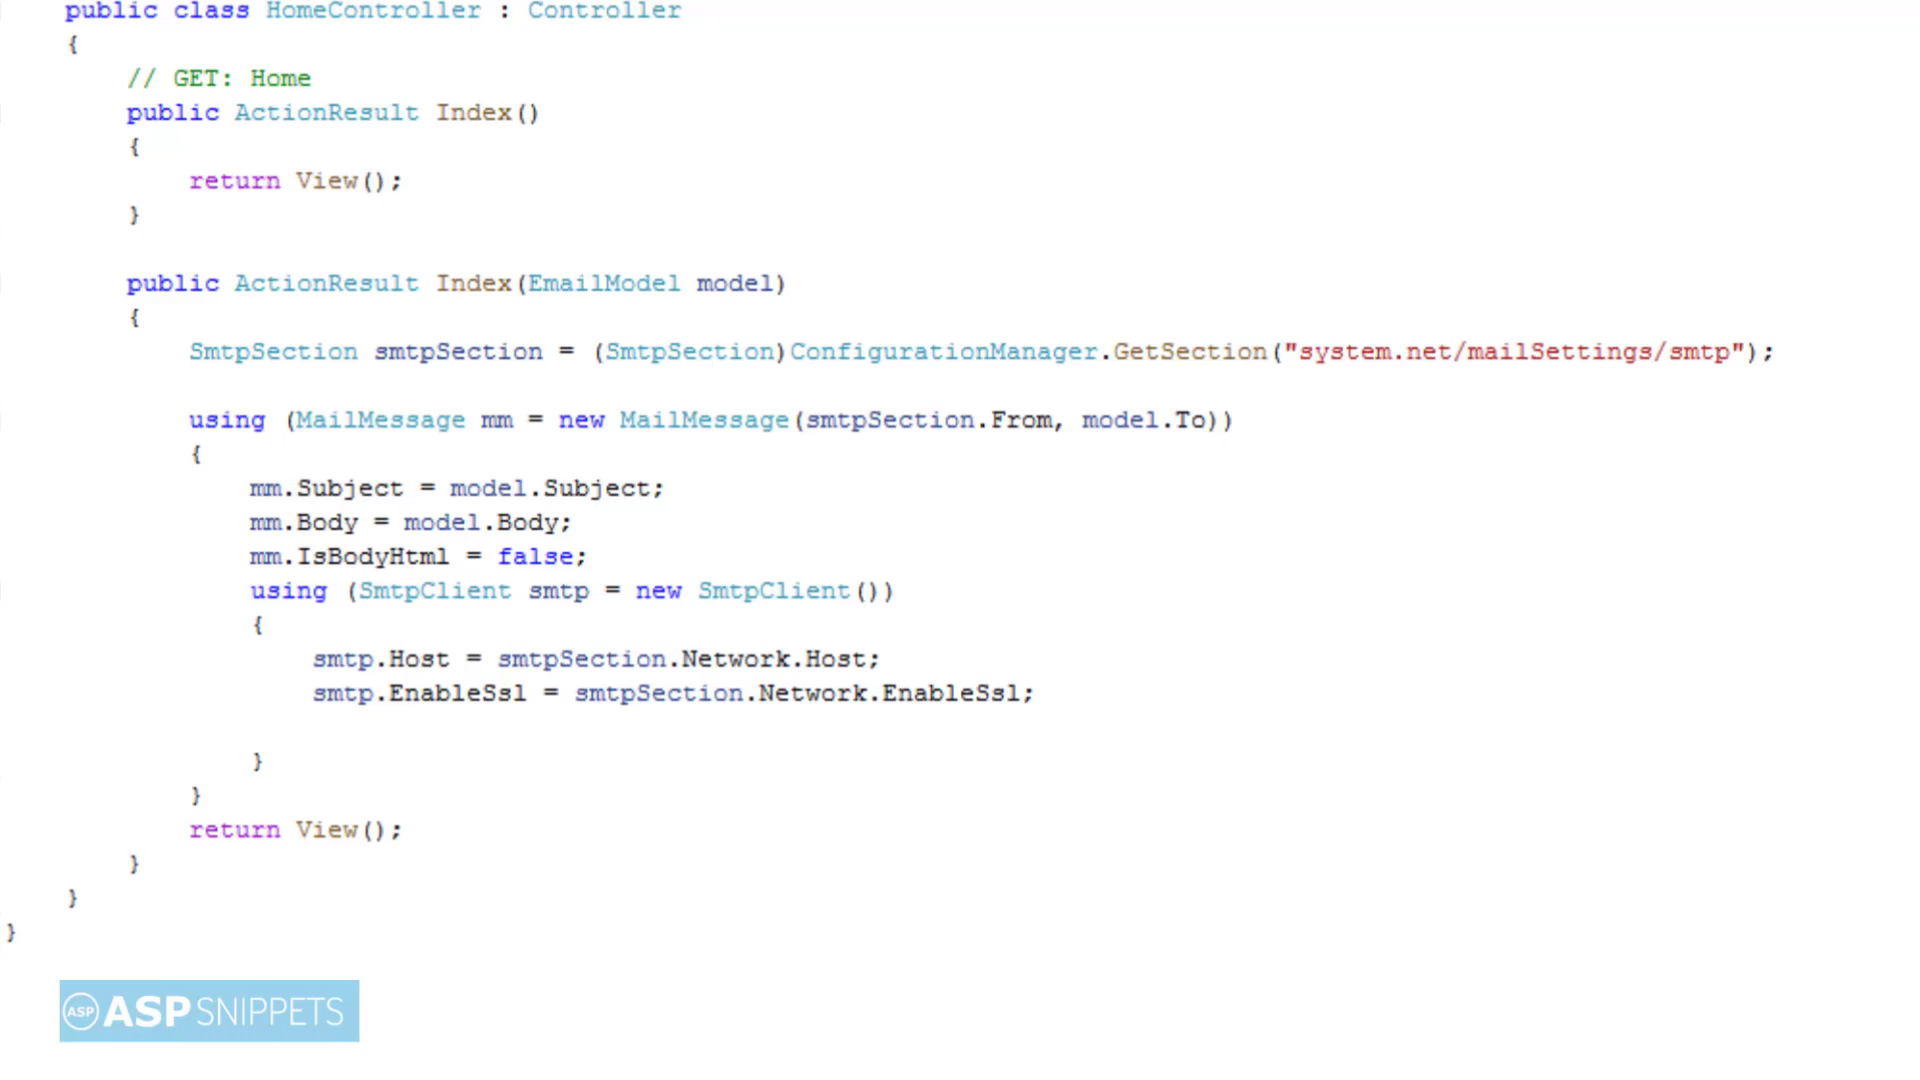 public class HomeController : Controller
{
// GET: Home
public ActionResult Index()
{
return View();
}
public ActionResult Index(EmailModel model)
{
SmtpSection smtpSection = (SmtpSection)ConfigurationManager.GetSection("system.net/mailSettings/smtp");
using (MailMessage mm = new MailMessage(smtpSection.From, model.To))
{
mm.Subject = model.Subject;
mm.Body = model.Body;
mm.IsBodyHtml = false;
using (SmtpClient smtp = new SmtpClient())
{
smtp.Host = smtpSection.Network.Host;
smtp.EnableSsl = smtpSection.Network.EnableSsl;
}
}
return View();
}
}
}
ASP ASPSNIPPETS